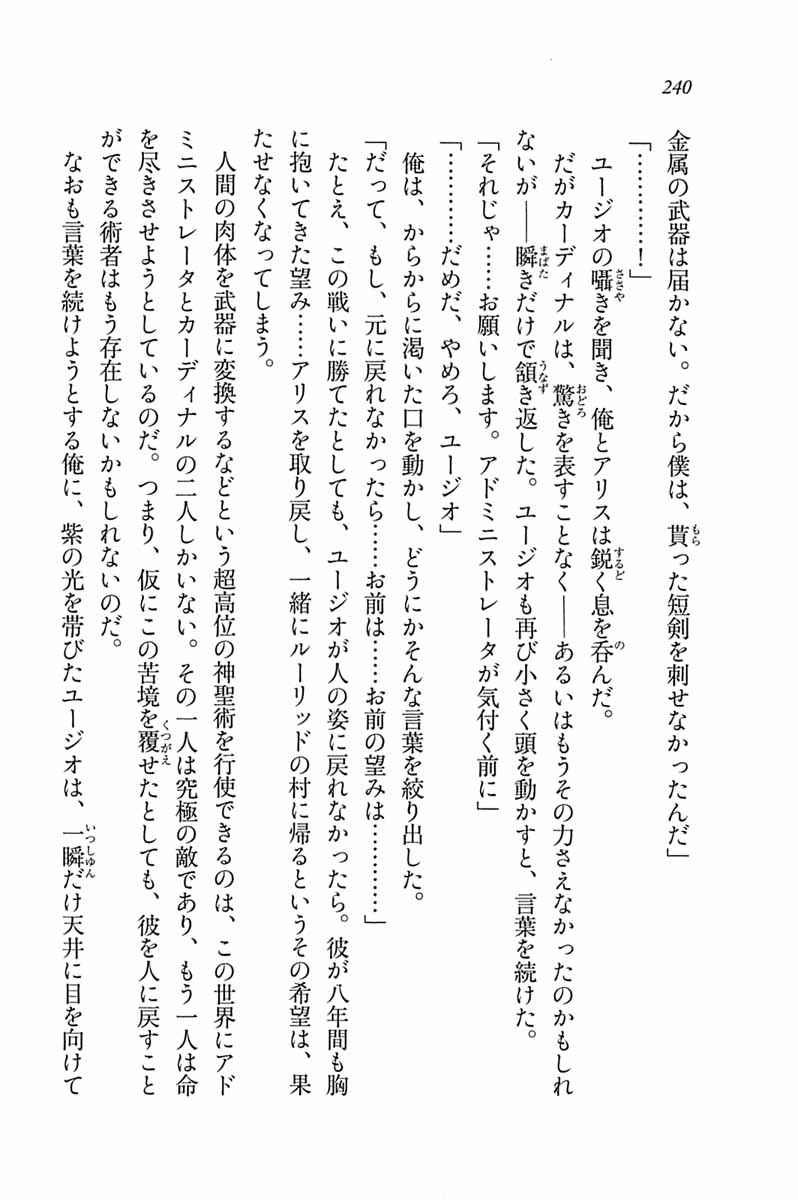 240
金属の武器は届かない。だから僕は、貰った短剣を刺せなかったんだ」
「…………！」
ユージオの囁きを聞き、俺とアリスは鋭く息を呑んだ。
だがカーディナルは、驚きを表すことなく――あるいはもうその力さえなかったのかもしれ
ないが――瞬きだけで頷き返した。ユージオも再び小さく頭を動かすと、言葉を続けた。
「それじゃ……お願いします。アドミニストレータが気付く前に」
「…………だめだ、やめろ、ユージオ」
俺は、からからに渇いた口を動かし、どうにかそんな言葉を絞り出した。
「だって、もし、元に戻れなかったら……お前は……お前の望みは…………」
たとえ、この戦いに勝てたとしても、ユージオが人の姿に戻れなかったら。彼が八年間も胸
に抱いてきた望み……アリスを取り戻し、一緒にルーリッドの村に帰るというその希望は、果
たせなくなってしまう。
人間の肉体を武器に変換するなどという超高位の神聖術を行使できるのは、この世界にアド
ミニストレータとカーディナルの二人しかいない。その一人は究極の敵であり、もう一人は命
を尽きさせようとしているのだ。つまり、仮にこの苦境を覆せたとしても、彼を人に戻すこと
ができる術者はもう存在しないかもしれないのだ。
なおも言葉を続けようとする俺に、紫の光を帯びたユージオは、一瞬だけ天井に目を向けて